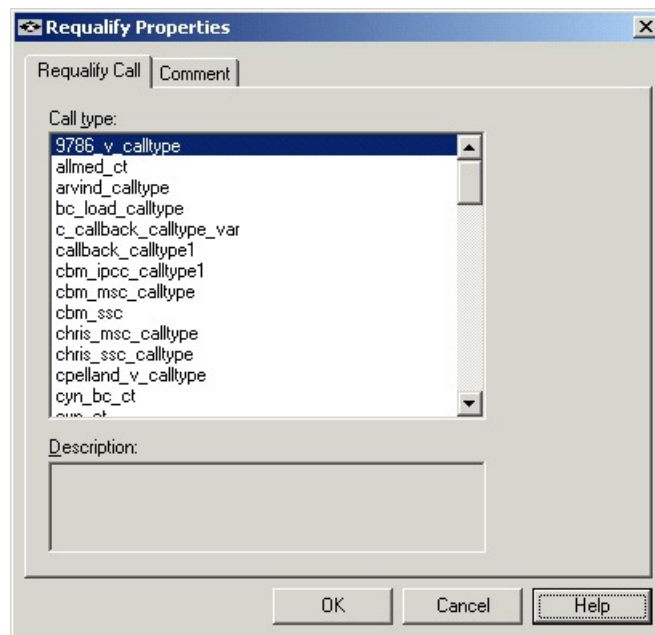 Requalify Properties
Requalify Call
Comment
Call type:
9786_v_calltype
allmed_ct
arvind_calltype
bc_load_calltype
c_callback_calltype_var
callback_calltype1
cbm_ipcc_calltype1
cbm_msc_calltype
cbm_ssc
chris_msc_calltype
chris_ssc_calltype
cpelland_v_calltype
cyn_bc_ct
Description:
OK
Cancel
Help